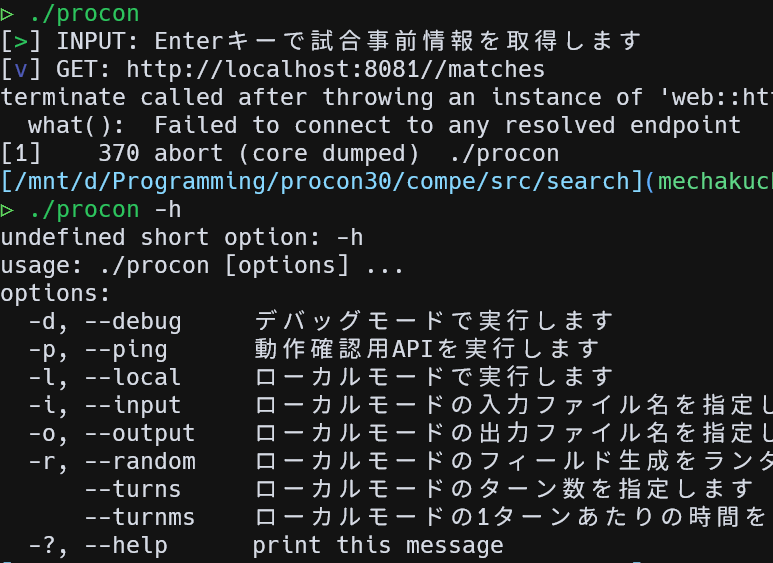 ▷ ./procon
[>] INPUT: Enterキーで試合事前情報を取得します
[v] GET: http://localhost:8081//matches
terminate called after throwing an instance of 'web::htt
what(): Failed to connect to any resolved endpoint
[1] 370 abort (core dumped) ./procon
[/mnt/d/Programming/procon30/compe/src/search](mechakuch
▷ ./procon -h
undefined short option: -h
usage: ./procon [options] ...
options:
-d, --debug デバッグモードで実行します
-p, --ping 動作確認用APIを実行します
-l, --local ローカルモードで実行します
-i, --input ローカルモードの入力ファイル名を指定し
-o, --output ローカルモードの出力ファイル名を指定し
-r, --random ローカルモードのフィールド生成をランダ
--turns ローカルモードのターン数を指定します
--turnms ローカルモードの1ターンあたりの時間を
-?, --help print this message